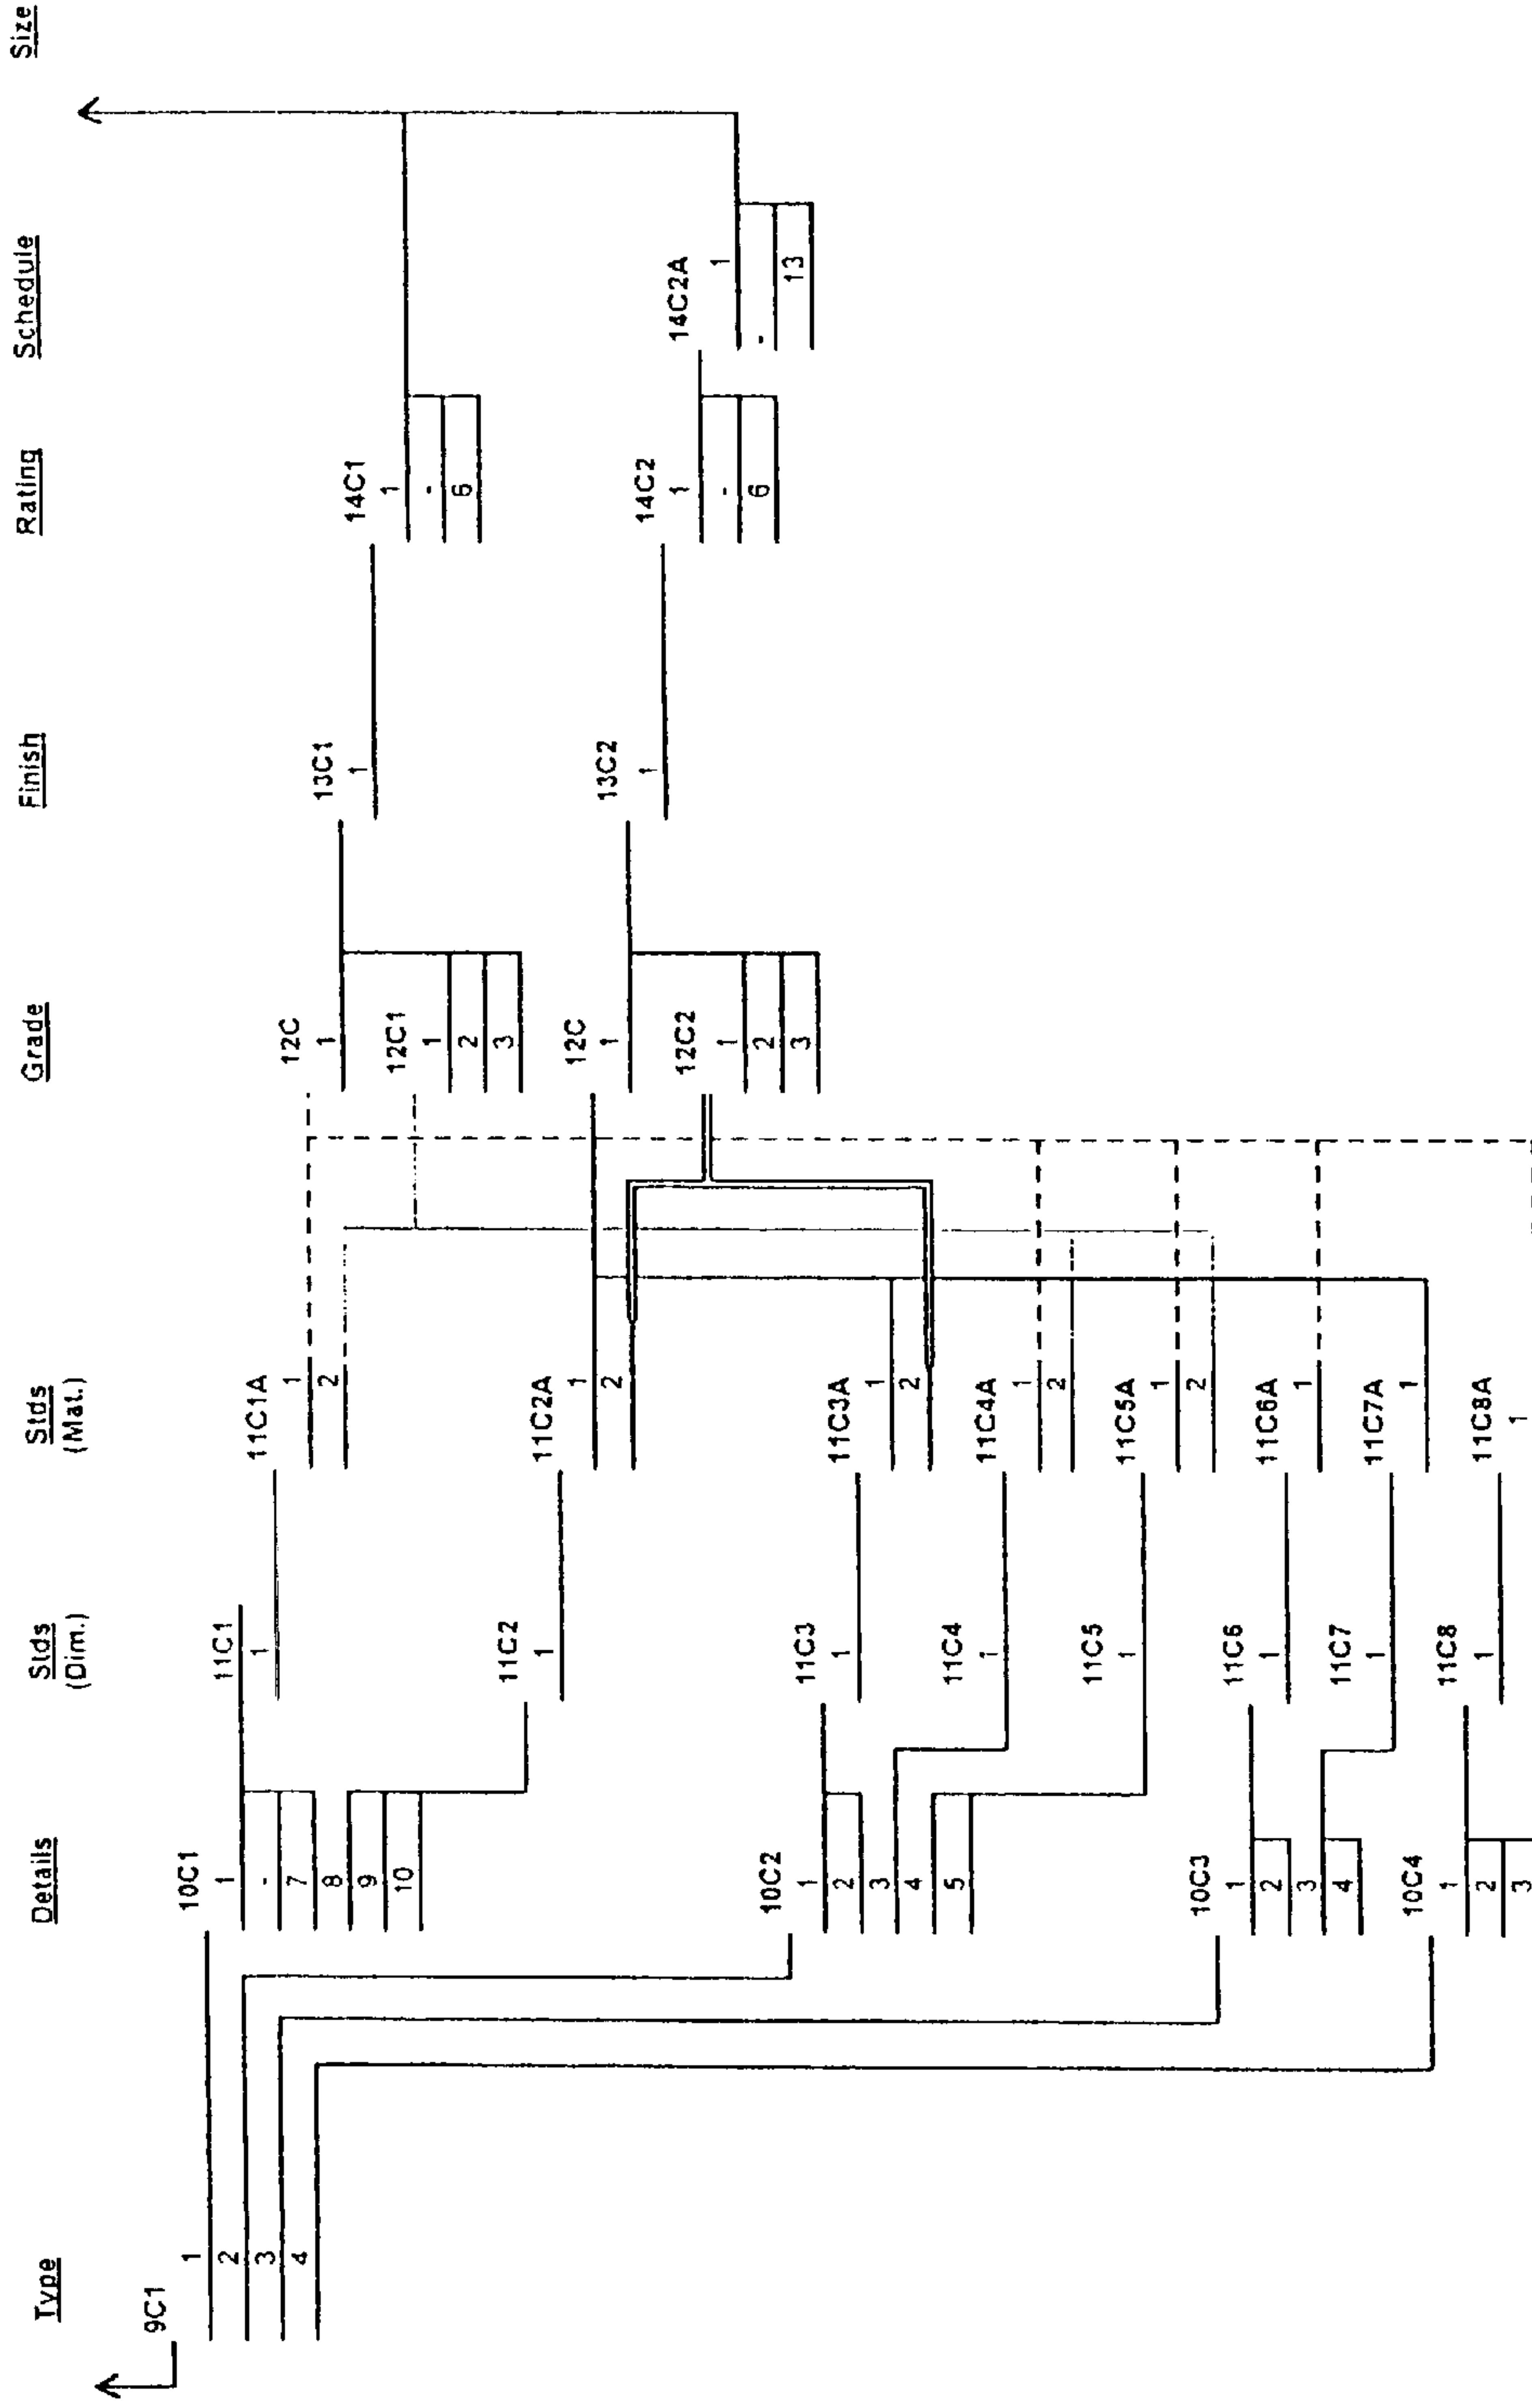 Type
Details
Stds
(Dim.)
Stds
(Mat.)
Grade
Finish
Rating
Schedule
Size
9C1
1
2
3
4
10C1
1
-
7
8
9
10
10C2
1
2
3
4
5
10C3
1
2
3
4
10C4
1
2
3
11C1
1
11C2
1
11C3
1
11C4
1
11C5
1
11C6
1
11C7
1
11C8
1
11C1A
1
2
11C2A
1
2
11C3A
1
2
11C4A
1
2
11C5A
1
2
11C6A
1
11C7A
1
11C8A
1
12C
1
12C1
1
2
3
12C
1
12C2
1
2
3
13C1
1
13C2
1
14C1
1
-
6
14C2
1
-
6
14C2A
1
-
13